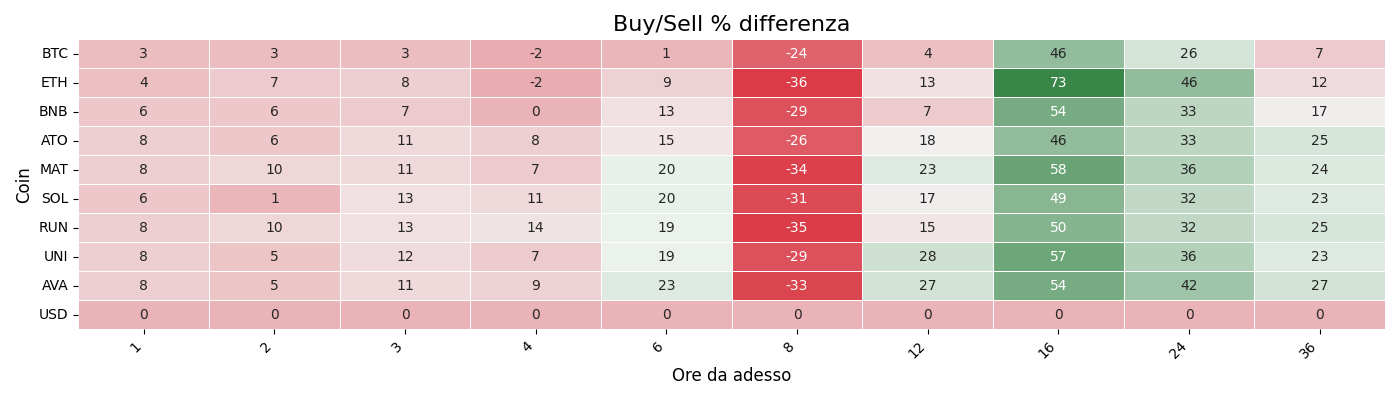 Buy/Sell % differenza
Coin
BTC 3 3 3 -2 1 -24 4 46 26 7
ETH 4 7 8 -2 9 -36 13 73 46 12
BNB 6 6 7 0 13 -29 7 54 33 17
ATO 8 6 11 8 15 -26 18 46 33 25
MAT 8 10 11 7 20 -34 23 58 36 24
SOL 6 1 13 11 20 -31 17 49 32 23
RUN 8 10 13 14 19 -35 15 50 32 25
UNI 8 5 12 7 19 -29 28 57 36 23
AVA 8 5 11 9 23 -33 27 54 42 27
USD 0 0 0 0 0 0 0 0 0 0
1 2 3 4 6 8 12 16 24 36
Ore da adesso